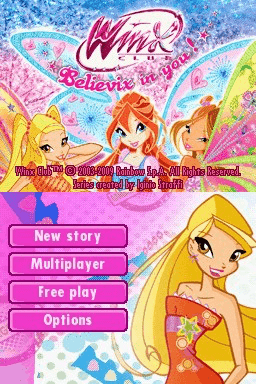 Winx
CLUB
Believix in you!
Winx Club™ © 2003-2009 Rainbow S.p.A. All Rights Reserved.
Series created by Iginio Straffi
New story
Multiplayer
Free play
Options